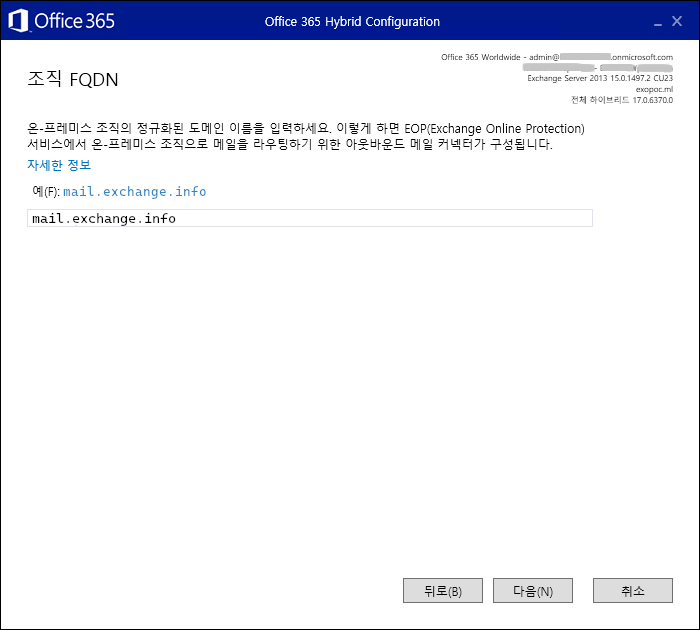 Office 365
Office 365 Hybrid Configuration
Office 365 Worldwide - admin@ .onmicrosoft.com
-
Exchange Server 2013 15.0.1497.2 CU23
exopoc.ml
전체 하이브리드 17.0.6370.0
조직 FQDN
온-프레미스 조직의 정규화된 도메인 이름을 입력하세요. 이렇게 하면 EOP(Exchange Online Protection)
서비스에서 온-프레미스 조직으로 메일을 라우팅하기 위한 아웃바운드 메일 커넥터가 구성됩니다.
자세한 정보
예(F): mail.exchange.info
mail.exchange.info
뒤로(B)
다음(N)
취소